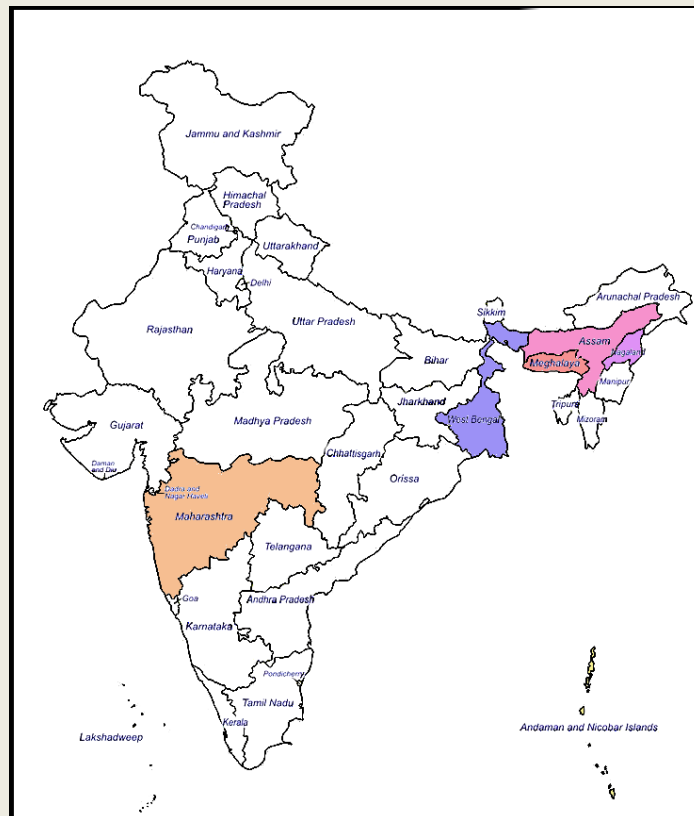 Jammu and Kashmir
Himachal
Pradesh
Chandigarh
Punjab
Uttarakhand
Haryana
Delhi
Arunachal Pradesh
Sikkim
Rajasthan
Uttar Pradesh
Assam
Nagaland
Bihar
Meghalaya
Manipur
Jharkhand
Tripura
Gujarat
Madhya Pradesh
West Bengal
Mizoram
Chhattisgarh
Daman
and Diu
Orissa
Dadra and
Nagar Haveli
Maharashtra
Telangana
Goa
Andhra Pradesh
Karnataka
Pondicherry
Tamil Nadu
Kerala
Andaman and Nicobar Islands
Lakshadweep